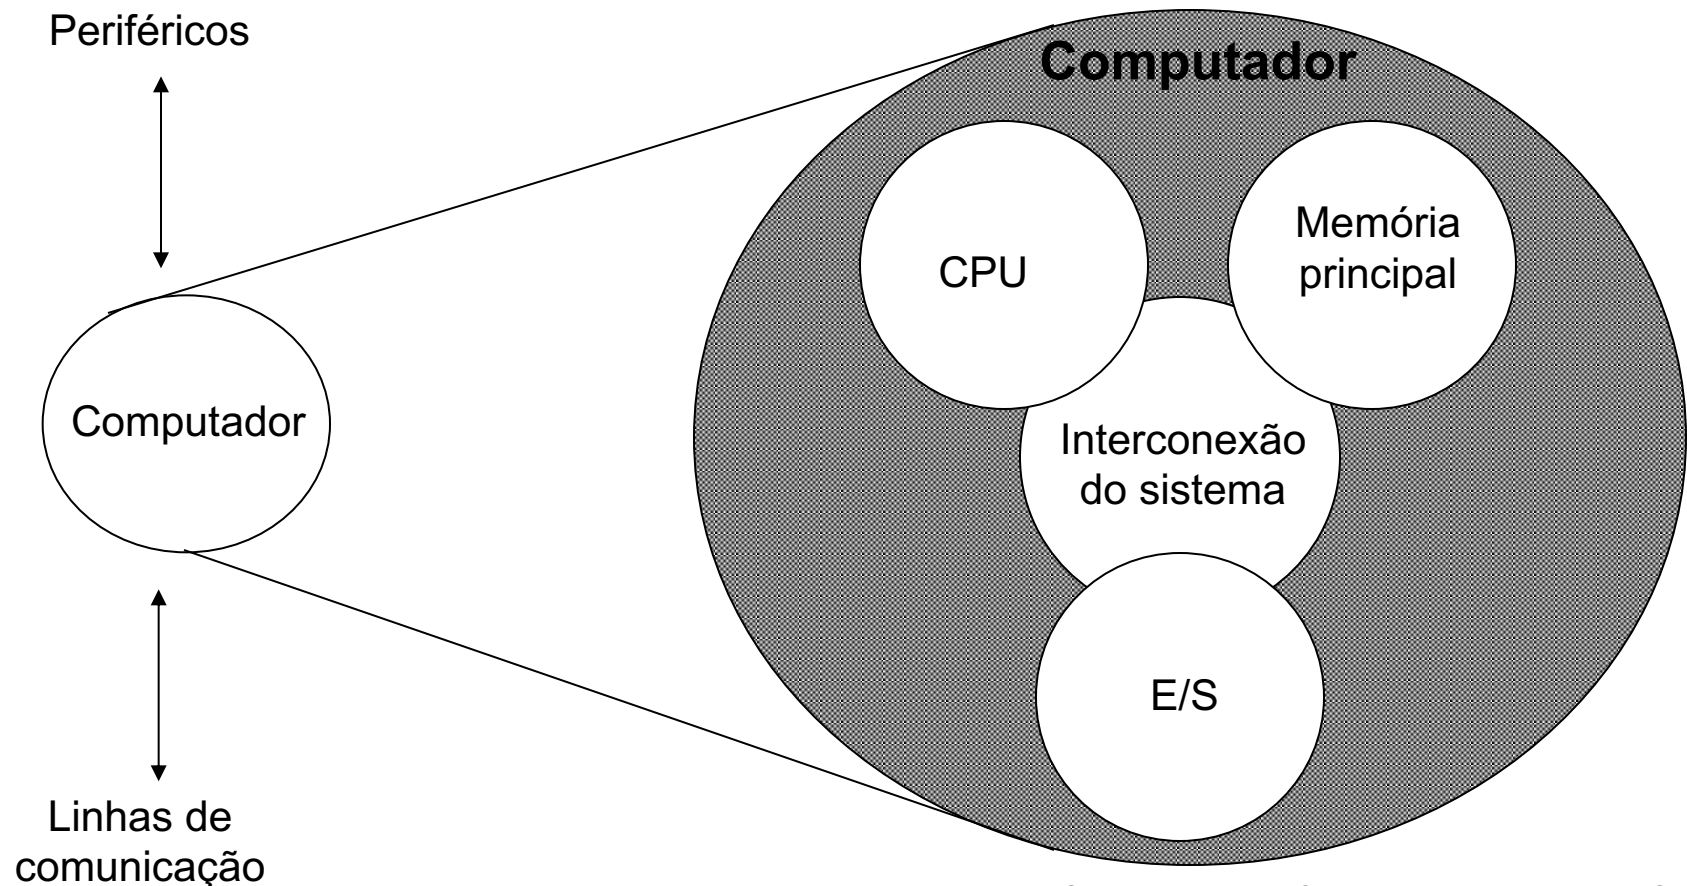 Periféricos
Computador
Linhas de
comunicação
Computador
CPU
Memória
principal
Interconexão
do sistema
E/S